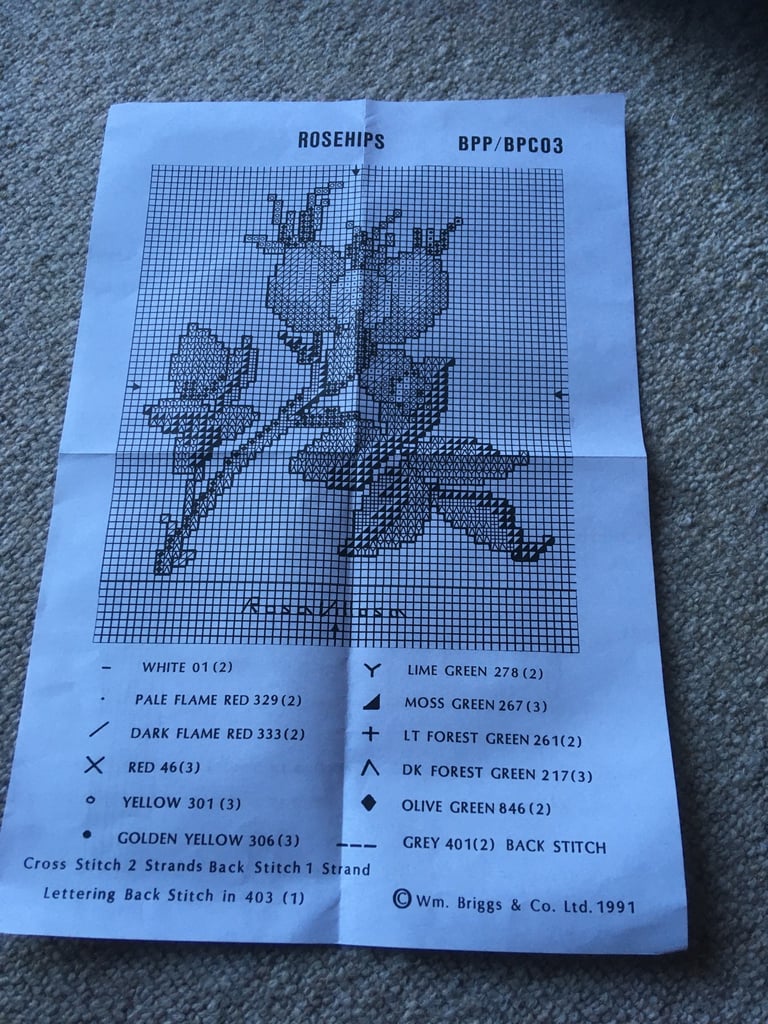 ROSEHIPS BPP/BPC03
Rosa Villosa
– WHITE 01 (2)
· PALE FLAME RED 329 (2)
/ DARK FLAME RED 333 (2)
X RED 46 (3)
o YELLOW 301 (3)
• GOLDEN YELLOW 306 (3)
Y LIME GREEN 278 (2)
◢ MOSS GREEN 267 (3)
+ LT FOREST GREEN 261 (2)
Λ DK FOREST GREEN 217 (3)
◆ OLIVE GREEN 846 (2)
--- GREY 401(2) BACK STITCH
Cross Stitch 2 Strands Back Stitch 1 Strand
Lettering Back Stitch in 403 (1)
© Wm. Briggs & Co. Ltd. 1991